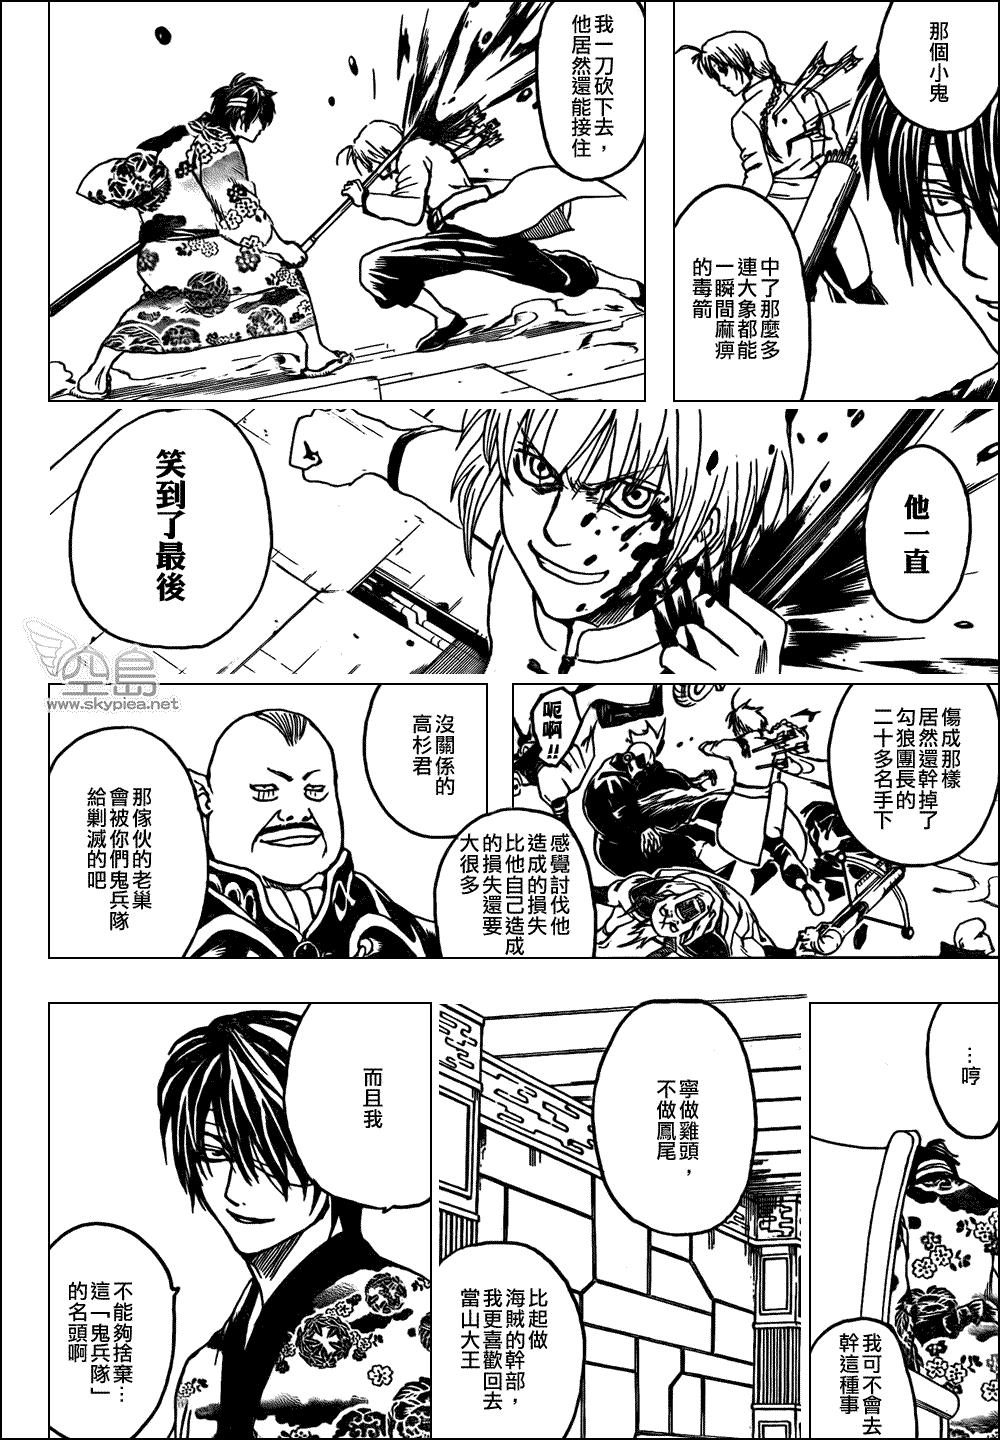 那個小鬼
中了那麼多
連大象都能
一瞬間麻痹
的毒箭
我一刀砍下去，
他居然還能接住
他一直
笑到了最後
空島
www.skypiea.net
傷成那樣
居然還幹掉了
勾狼團長的
二十多名手下
呃啊!!
感覺討伐他
造成的損失
比他自己造成
的損失還要
大很多
沒關係的
高杉君
那傢伙的老巢
會被你們鬼兵隊
給剿滅的吧
…哼
我可不會去
幹這種事
寧做雞頭，
不做鳳尾
比起做
海賊的幹部，
我更喜歡回去
當山大王
而且我
不能夠捨棄…
這「鬼兵隊」
的名頭啊